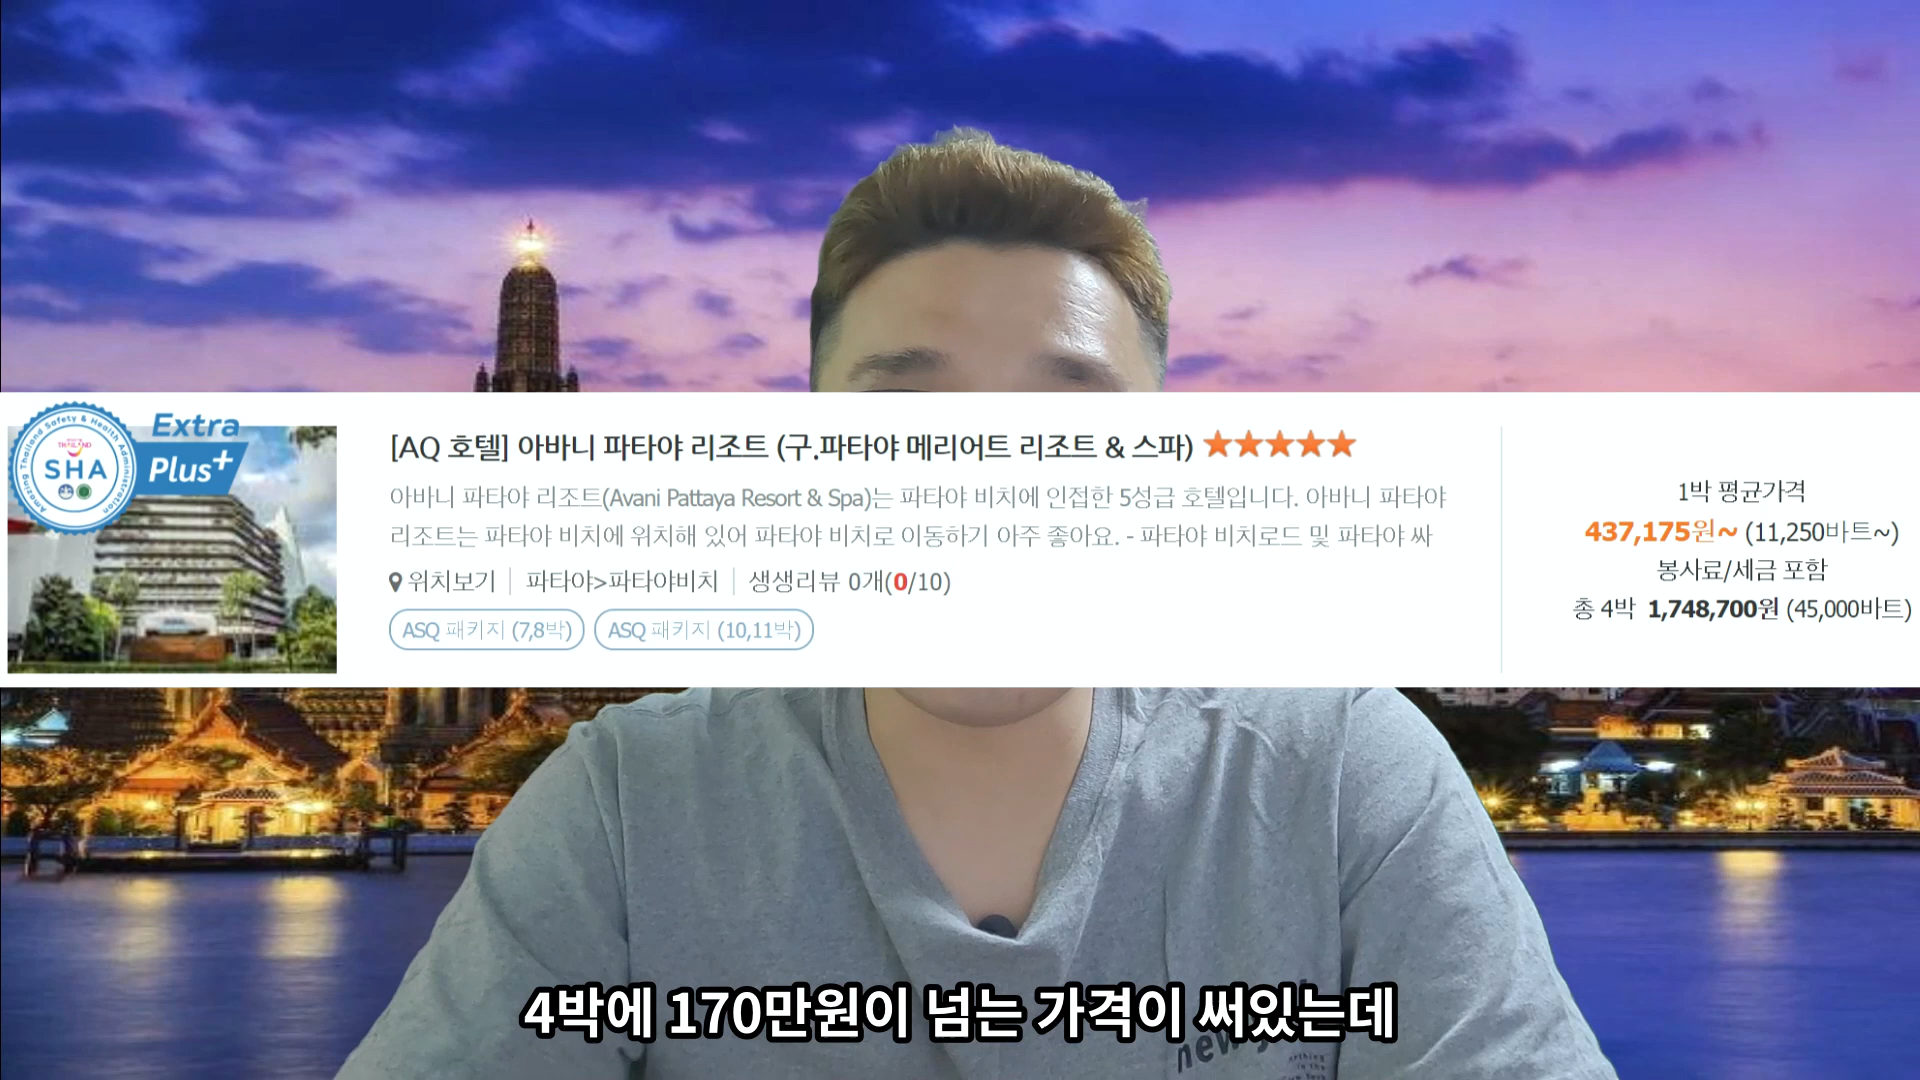 Amazing Thailand Safety & Health Administration
THAILAND
SHA
Extra
Plus+
[AQ 호텔] 아바니 파타야 리조트 (구.파타야 메리어트 리조트 & 스파) ★★★★★
아바니 파타야 리조트(Avani Pattaya Resort & Spa)는 파타야 비치에 인접한 5성급 호텔입니다. 아바니 파타야
리조트는 파타야 비치에 위치해 있어 파타야 비치로 이동하기 아주 좋아요. - 파타야 비치로드 및 파타야 싸
위치보기 | 파타야>파타야비치 | 생생리뷰 0개(0/10)
ASQ 패키지 (7,8박) ASQ 패키지 (10,11박)
1박 평균가격
437,175원~ (11,250바트~)
봉사료/세금 포함
총 4박 1,748,700원 (45,000바트)
4박에 170만원이 넘는 가격이 써있는데
new
in the